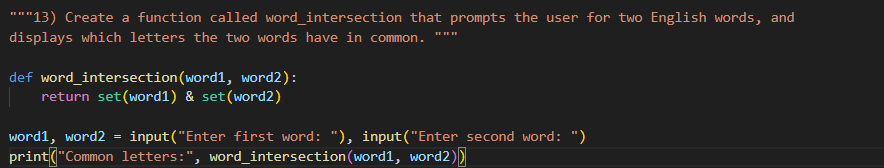 """13) Create a function called word_intersection that prompts the user for two English words, and
displays which letters the two words have in common. """
def word_intersection(word1, word2):
    return set(word1) & set(word2)
word1, word2 = input("Enter first word: "), input("Enter second word: ")
print("Common letters:", word_intersection(word1, word2))